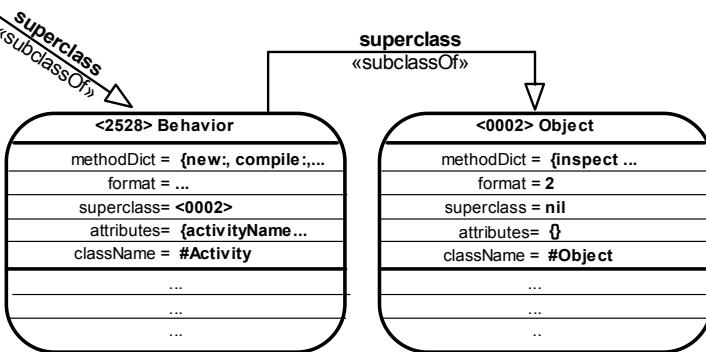 superclass
«subclassOf»
superclass
«subclassOf»
<2528> Behavior
methodDict = {new:, compile:,...
format = ...
superclass= <0002>
attributes= {activityName...
className = #Activity
...
...
...
<0002> Object
methodDict = {inspect ...
format = 2
superclass = nil
attributes= {}
className = #Object
...
...
..